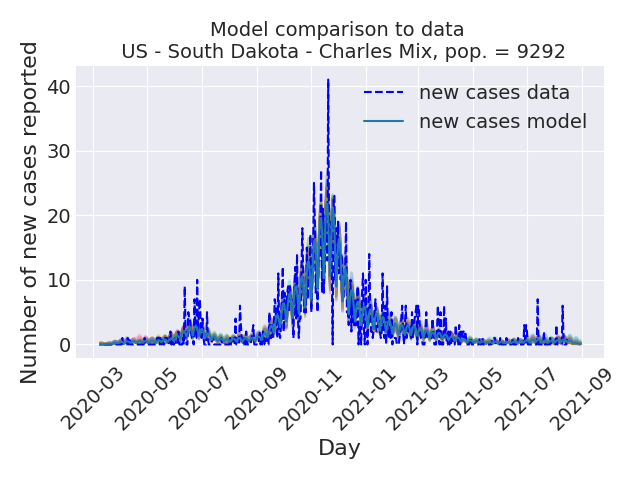 Model comparison to data
US - South Dakota - Charles Mix, pop. = 9292
Number of new cases reported
40
30
20
10
0
new cases data
new cases model
2020-03
2020-05
2020-07
2020-09
2020-11
2021-01
2021-03
2021-05
2021-07
2021-09
Day